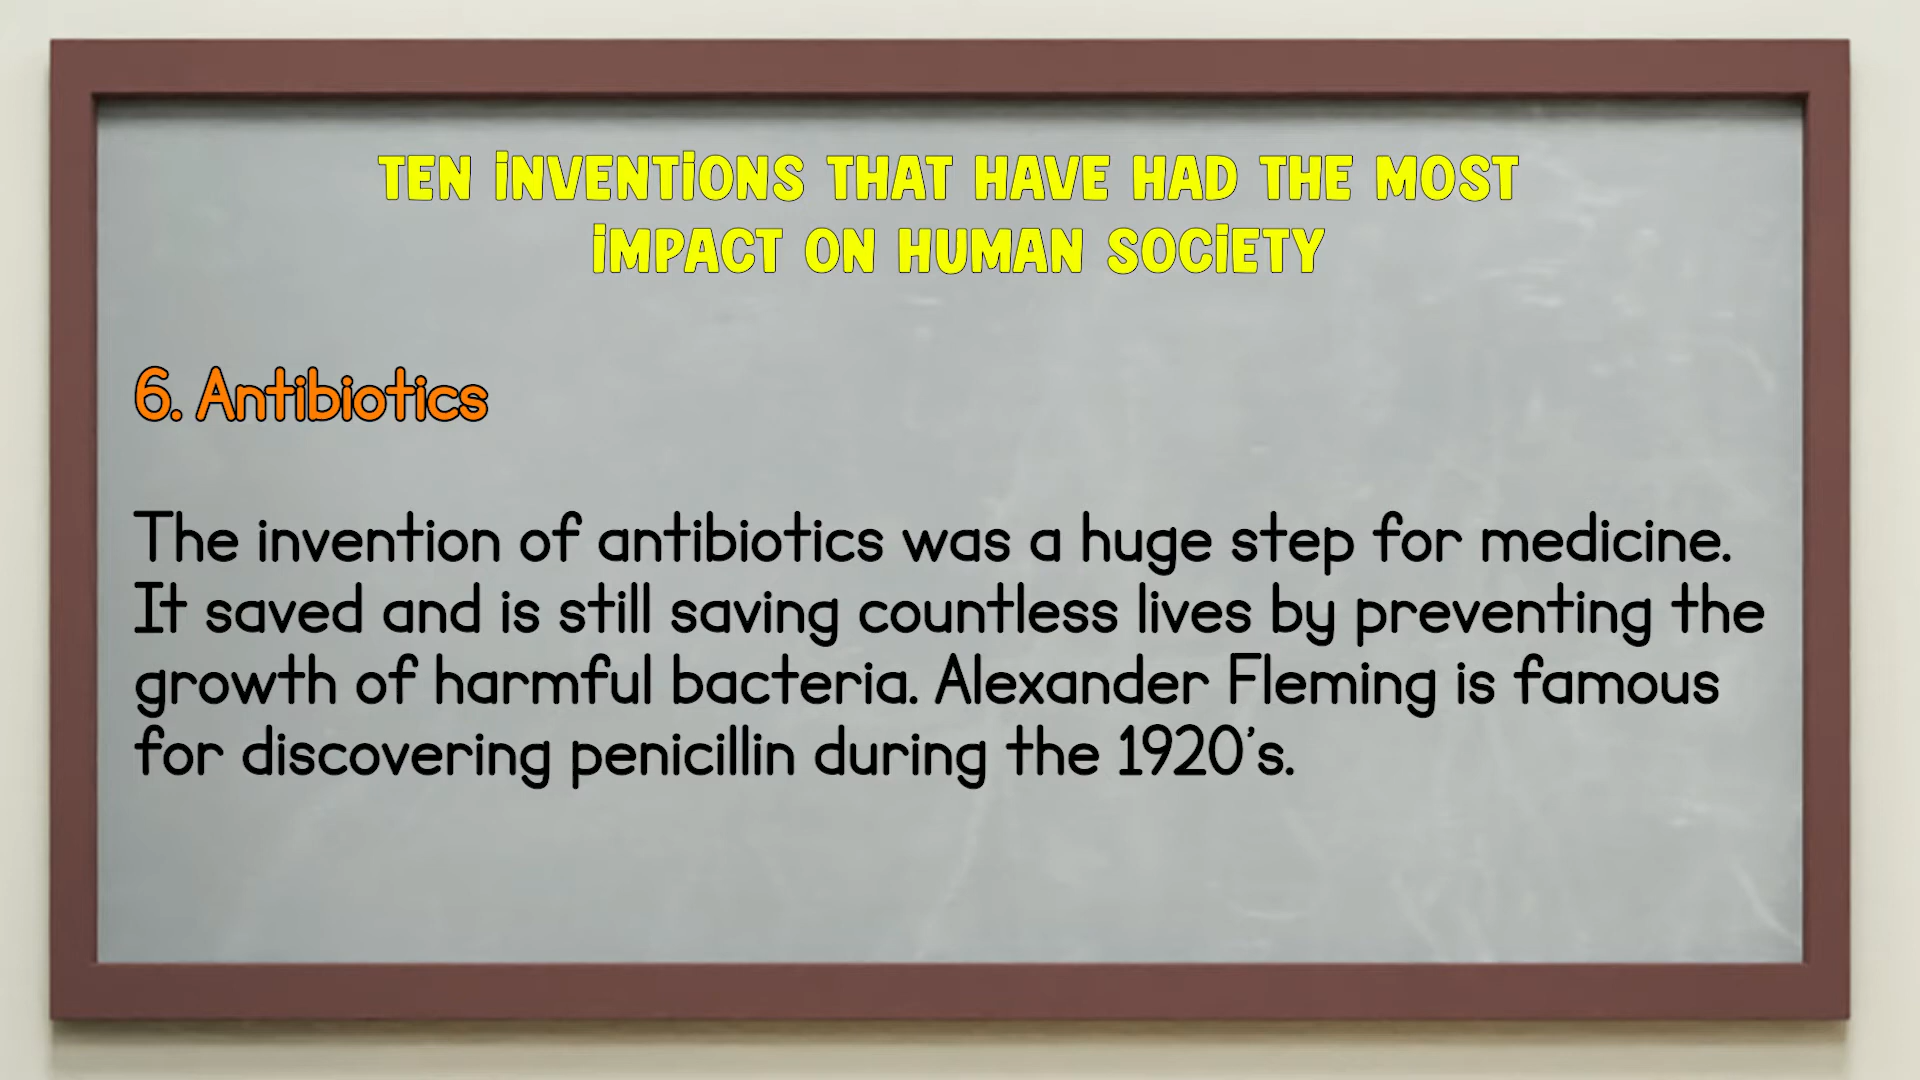 TEN INVENTIONS THAT HAVE HAD THE MOST
IMPACT ON HUMAN SOCIETY
6. Antibiotics
The invention of antibiotics was a huge step for medicine.
It saved and is still saving countless lives by preventing the
growth of harmful bacteria. Alexander Fleming is famous
for discovering penicillin during the 1920's.